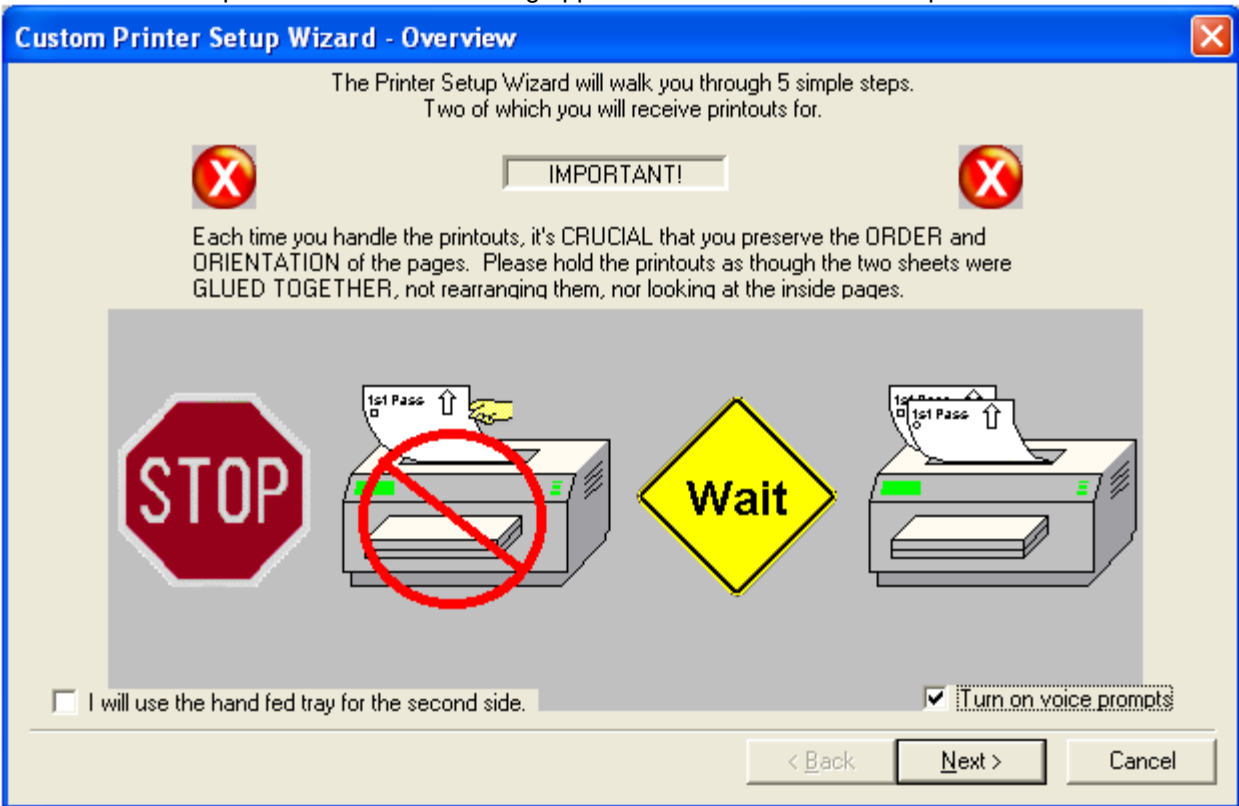 Custom Printer Setup Wizard - Overview
The Printer Setup Wizard will walk you through 5 simple steps.
Two of which you will receive printouts for.
IMPORTANT!
X
X
Each time you handle the printouts, it's CRUCIAL that you preserve the ORDER and
ORIENTATION of the pages. Please hold the printouts as though the two sheets were
GLUED TOGETHER, not rearranging them, nor looking at the inside pages.
STOP
1st Pass
Wait
1st
1st Pass
I will use the hand fed tray for the second side.
Turn on voice prompts
< Back
Next >
Cancel